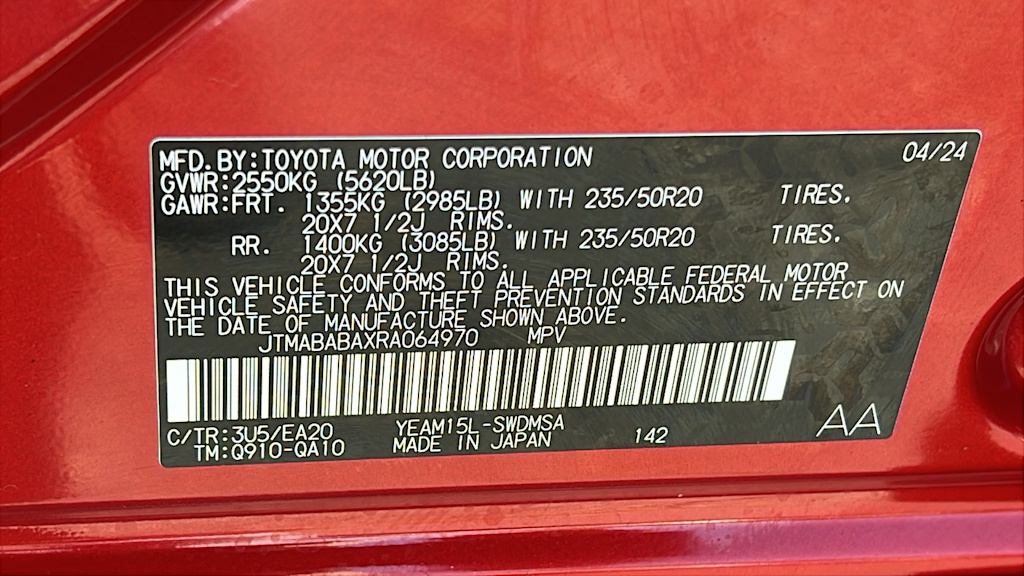 MFD.BY:TOYOTA MOTOR CORPORATION 04/24
GVWR:2550KG (5620LB)
GAWR:FRT. 1355KG (2985LB) WITH 235/50R20 TIRES.
20X7 1/2J RIMS.
RR. 1400KG (3085LB) WITH 235/50R20 TIRES.
20X7 1/2J RIMS.
THIS VEHICLE CONFORMS TO ALL APPLICABLE FEDERAL MOTOR
VEHICLE SAFETY AND THEFT PREVENTION STANDARDS IN EFFECT ON
THE DATE OF MANUFACTURE SHOWN ABOVE.
JTMABABAXRA064970 MPV
C/TR:3U5/EA20 YEAM15L-SWDMSA
TM:Q910-QA10 MADE IN JAPAN 142 AA